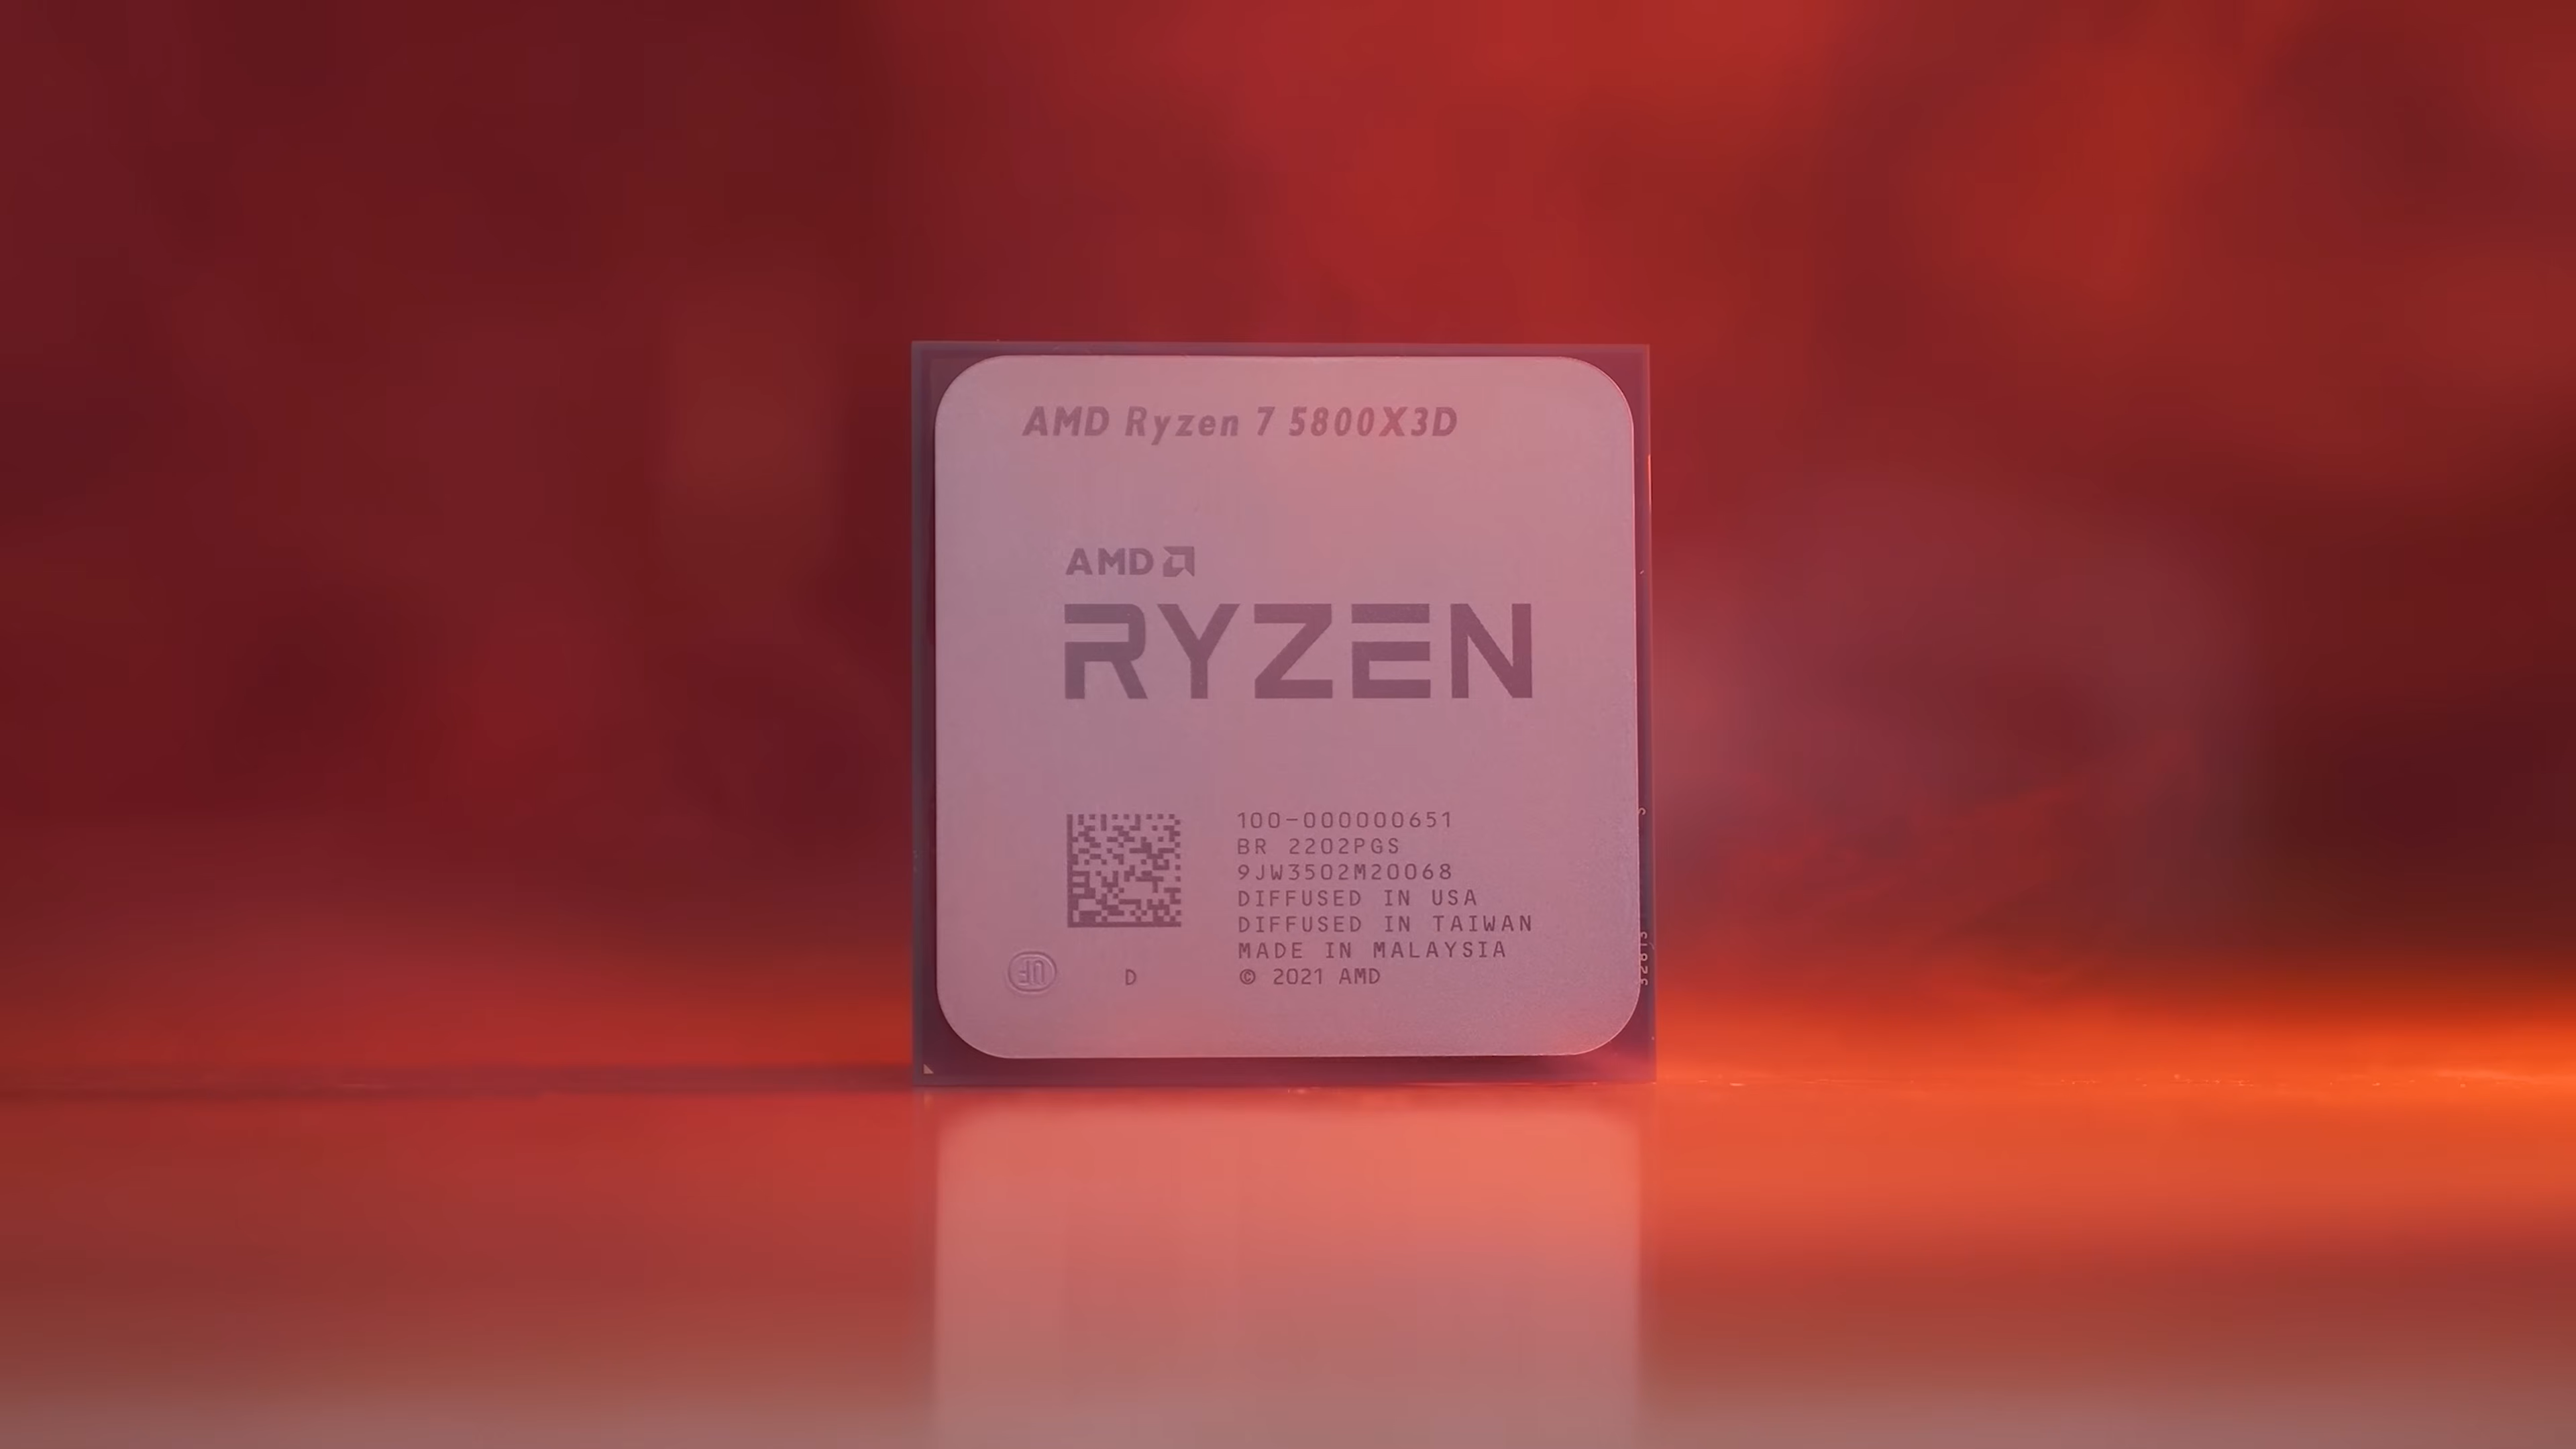 AMD Ryzen 7 5800X3D
AMD
RYZEN
100-000000651
BR 2202PGS
9JW3502M20068
DIFFUSED IN USA
DIFFUSED IN TAIWAN
MADE IN MALAYSIA
© 2021 AMD
D